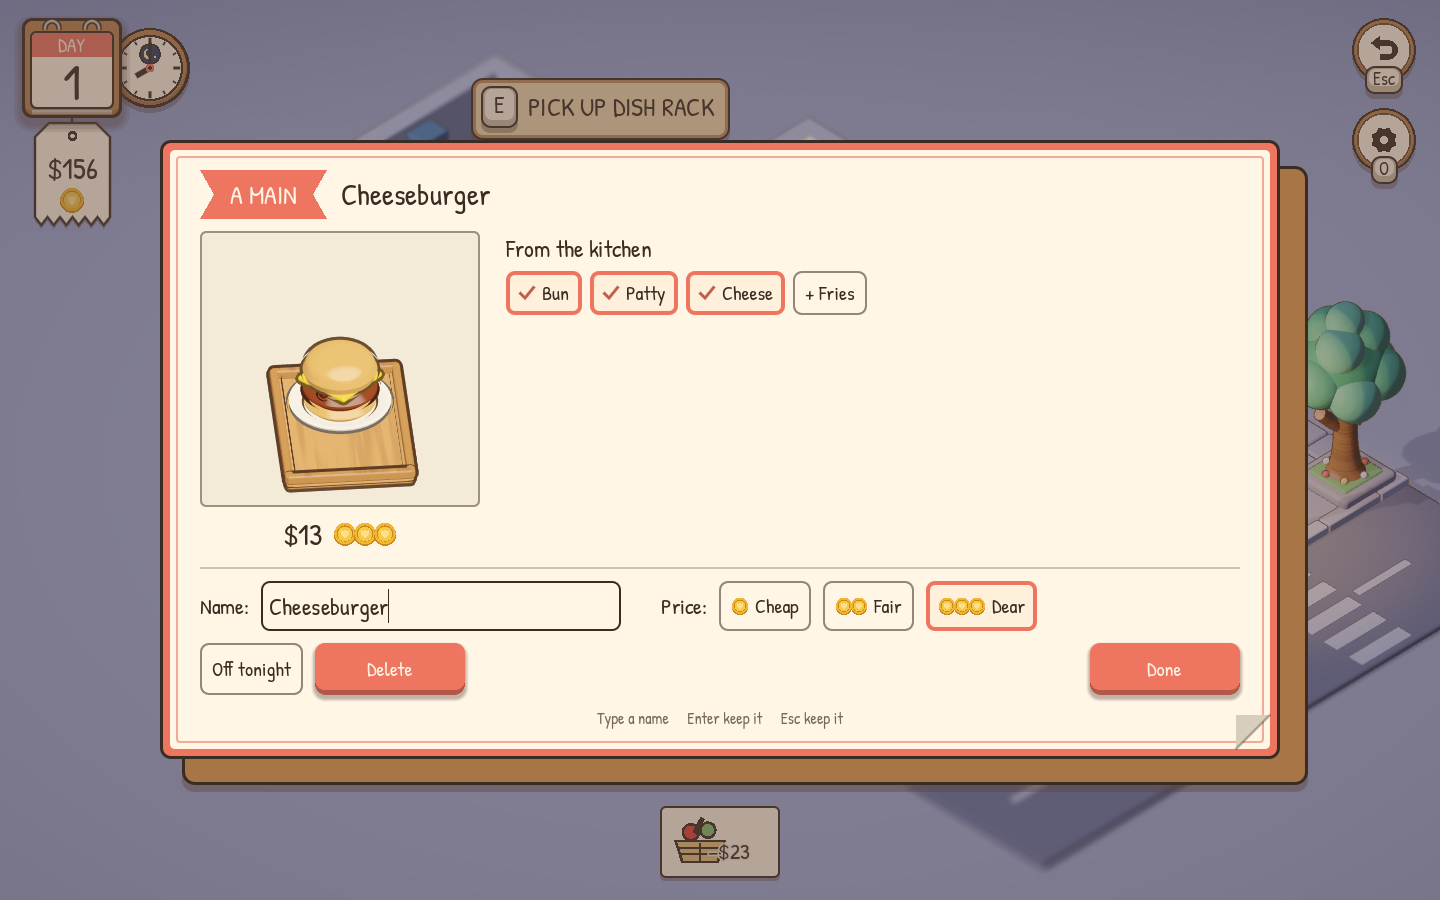 DAY
1
$156
E PICK UP DISH RACK
Esc
O
A MAIN Cheeseburger
From the kitchen
Bun Patty Cheese + Fries
$13
Name: Cheeseburger Price: Cheap Fair Dear
Off tonight Delete Done
Type a name Enter keep it Esc keep it
-$23